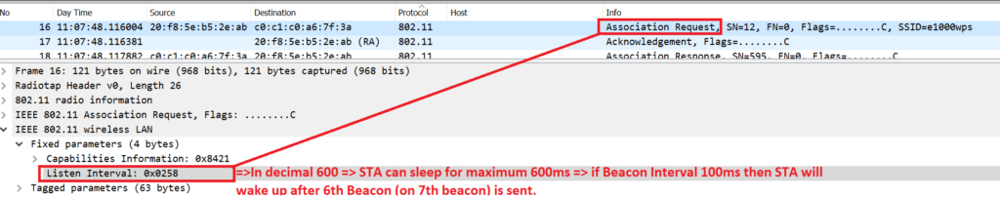 No Day Time Source Destination Protocol Host Info
16 11:07:48.116004 20:f8:5e:b5:2e:ab c0:c1:c0:a6:7f:3a 802.11 Association Request, SN=12, FN=0, Flags=........C, SSID=e1000wps
17 11:07:48.116381 20:f8:5e:b5:2e:ab (RA) 802.11 Acknowledgement, Flags=........C
18 11:07:48.117882 c0:c1:c0:a6:7f:3a 20:f8:5e:b5:2e:ab 802.11 Association Response, SN=595, FN=0, Flags=........C
Frame 16: 121 bytes on wire (968 bits), 121 bytes captured (968 bits)
Radiotap Header v0, Length 26
802.11 radio information
IEEE 802.11 Association Request, Flags: ........C
IEEE 802.11 wireless LAN
Fixed parameters (4 bytes)
Capabilities Information: 0x8421
Listen Interval: 0x0258 =>In decimal 600 => STA can sleep for maximum 600ms => if Beacon Interval 100ms then STA will
Tagged parameters (63 bytes) wake up after 6th Beacon (on 7th beacon) is sent.